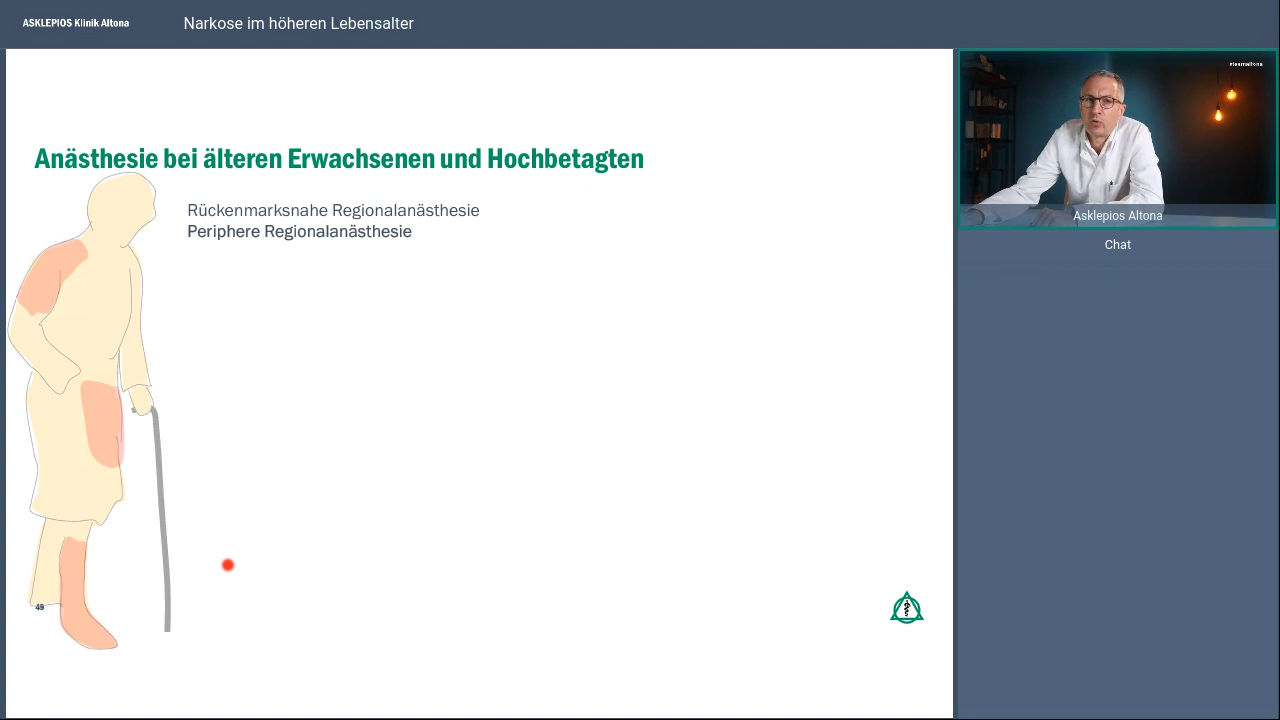 ASKLEPIOS Klinik Altona
Narkose im höheren Lebensalter
#teamaltona
Anästhesie bei älteren Erwachsenen und Hochbetagten
Rückenmarksnahe Regionalanästhesie
Periphere Regionalanästhesie
Asklepios Altona
Chat
49